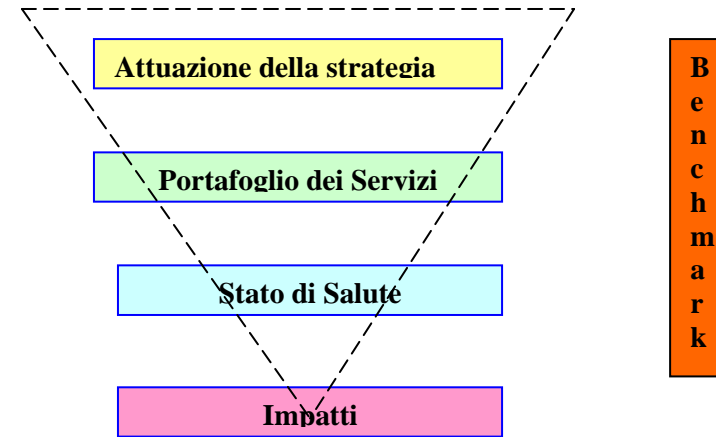 Attuazione della strategia
Portafoglio dei Servizi
Stato di Salute
Impatti
B
e
n
c
h
m
a
r
k